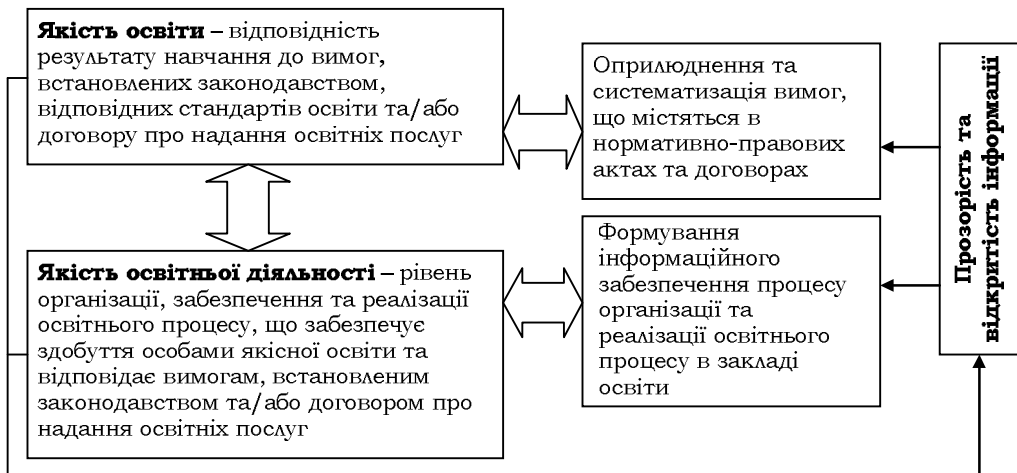 Якість освіти – відповідність
результату навчання до вимог,
встановлених законодавством,
відповідних стандартів освіти та/або
договору про надання освітніх послуг
Оприлюднення та
систематизація вимог,
що містяться в
нормативно-правових
актах та договорах
Якість освітньої діяльності – рівень
організації, забезпечення та реалізації
освітнього процесу, що забезпечує
здобуття особами якісної освіти та
відповідає вимогам, встановленим
законодавством та/або договором про
надання освітніх послуг
Формування
інформаційного
забезпечення процесу
організації та
реалізації освітнього
процесу в закладі
освіти
Прозорість та
відкритість інформації